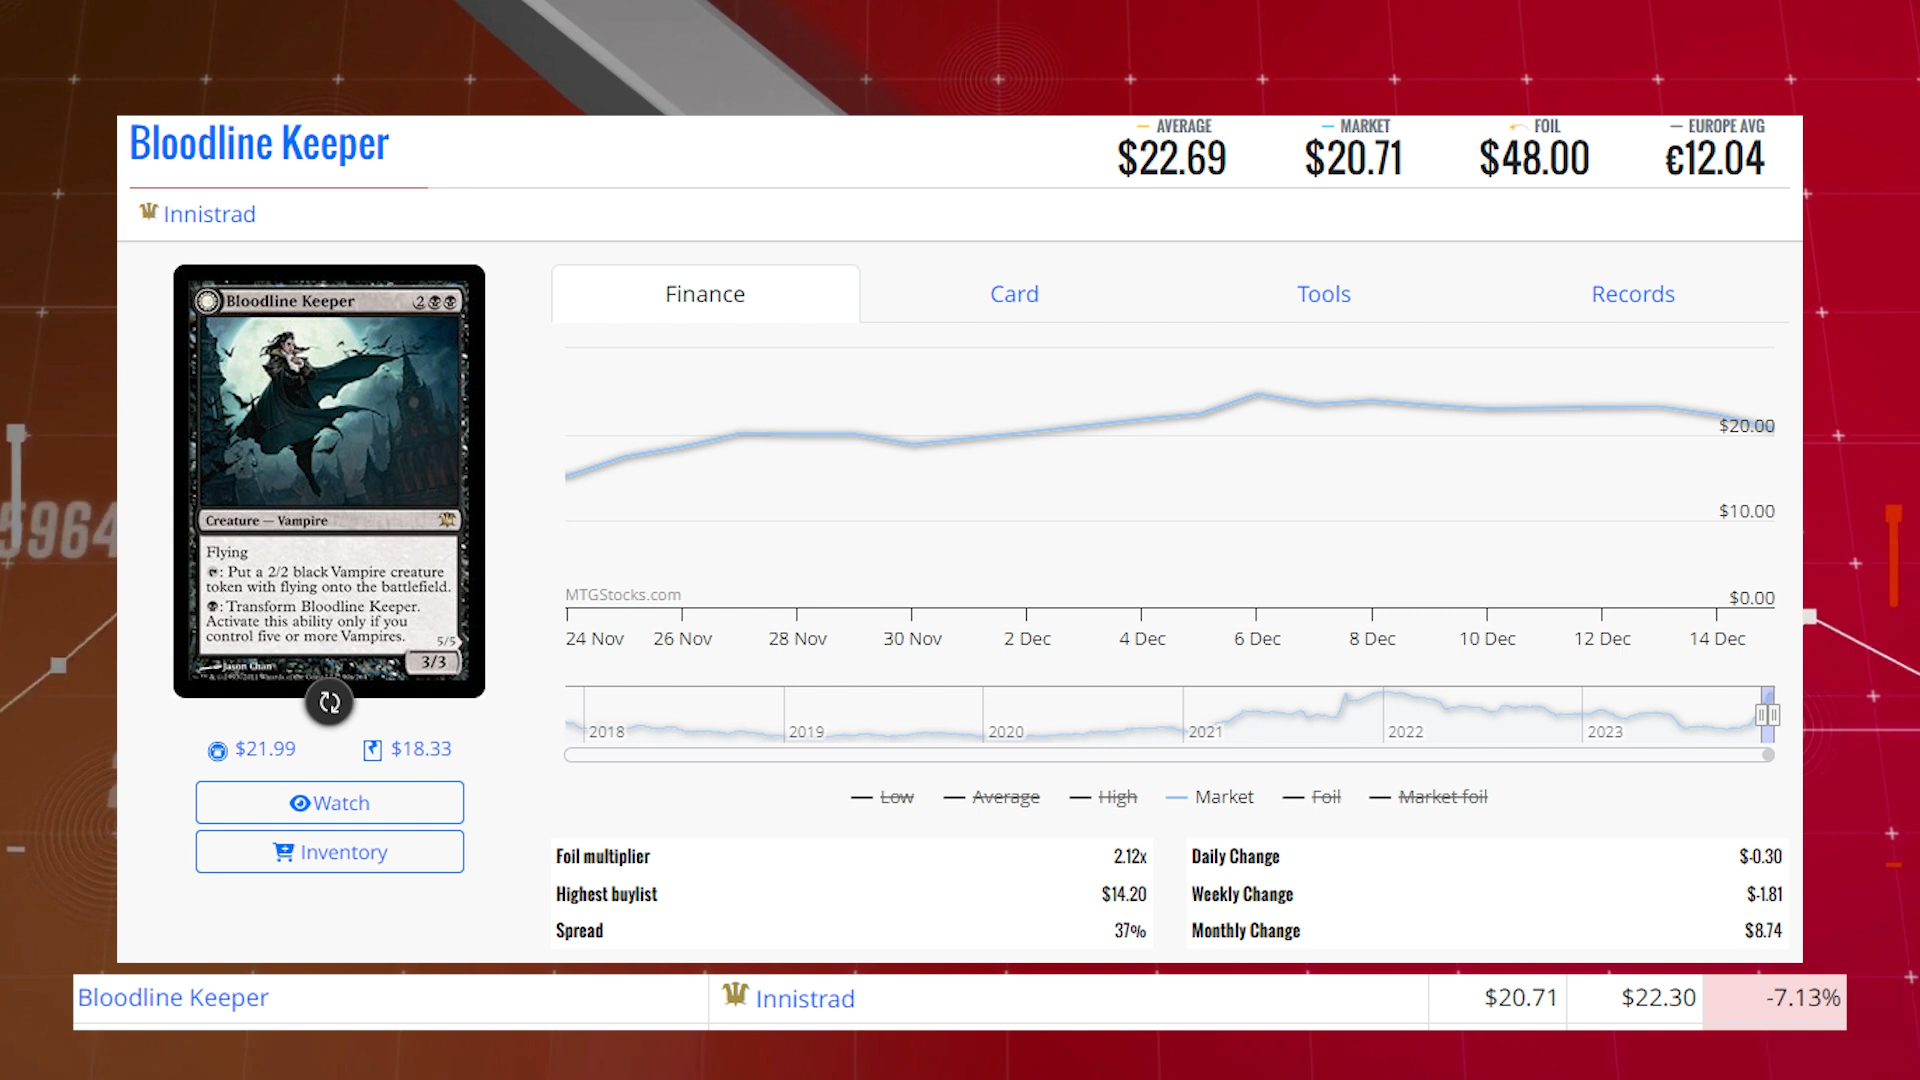 Bloodline Keeper
AVERAGE
$22.69
MARKET
$20.71
FOIL
$48.00
EUROPE AVG
€12.04
Innistrad
Bloodline Keeper 2
Creature — Vampire
Flying
: Put a 2/2 black Vampire creature
token with flying onto the battlefield.
: Transform Bloodline Keeper.
Activate this ability only if you
control five or more Vampires.
5/5
3/3
Jason Chan
$21.99
$18.33
Watch
Inventory
Finance
Card
Tools
Records
$20.00
$10.00
$0.00
MTGStocks.com
24 Nov 26 Nov 28 Nov 30 Nov 2 Dec 4 Dec 6 Dec 8 Dec 10 Dec 12 Dec 14 Dec
2018 2019 2020 2021 2022 2023
Low Average High Market Foil Market foil
Foil multiplier 2.12x
Highest buylist $14.20
Spread 37%
Daily Change $-0.30
Weekly Change $-1.81
Monthly Change $8.74
Bloodline Keeper Innistrad $20.71 $22.30 -7.13%
5964